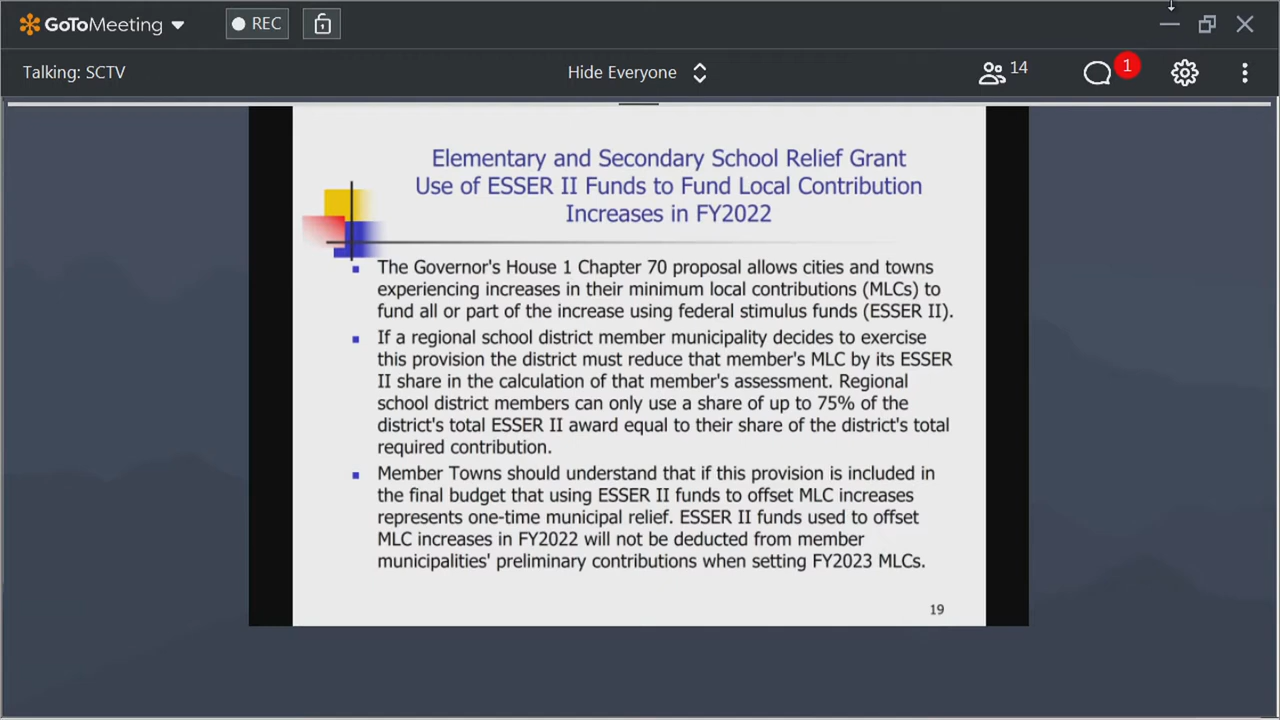 GoToMeeting
REC
Talking: SCTV
Hide Everyone
14
1
Elementary and Secondary School Relief Grant
Use of ESSER II Funds to Fund Local Contribution
Increases in FY2022
The Governor's House 1 Chapter 70 proposal allows cities and towns
experiencing increases in their minimum local contributions (MLCs) to
fund all or part of the increase using federal stimulus funds (ESSER II).
If a regional school district member municipality decides to exercise
this provision the district must reduce that member's MLC by its ESSER
II share in the calculation of that member's assessment. Regional
school district members can only use a share of up to 75% of the
district's total ESSER II award equal to their share of the district's total
required contribution.
Member Towns should understand that if this provision is included in
the final budget that using ESSER II funds to offset MLC increases
represents one-time municipal relief. ESSER II funds used to offset
MLC increases in FY2022 will not be deducted from member
municipalities' preliminary contributions when setting FY2023 MLCs.
19